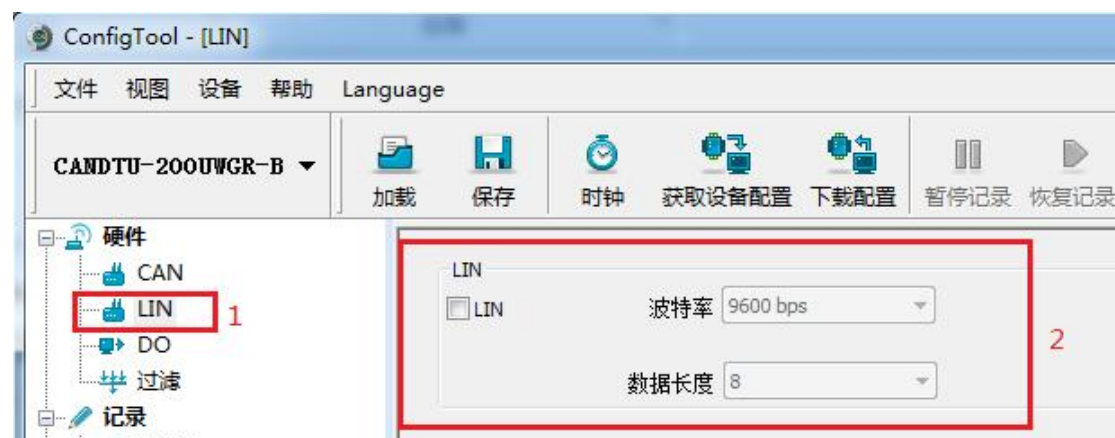 ConfigTool - [LIN]
文件 视图 设备 帮助 Language
CANDTU-200UWGR-B
加载 保存 时钟 获取设备配置 下载配置 暂停记录 恢复记录
硬件
CAN
LIN 1
DO
过滤
记录
LIN
LIN 波特率 9600 bps
数据长度 8
2